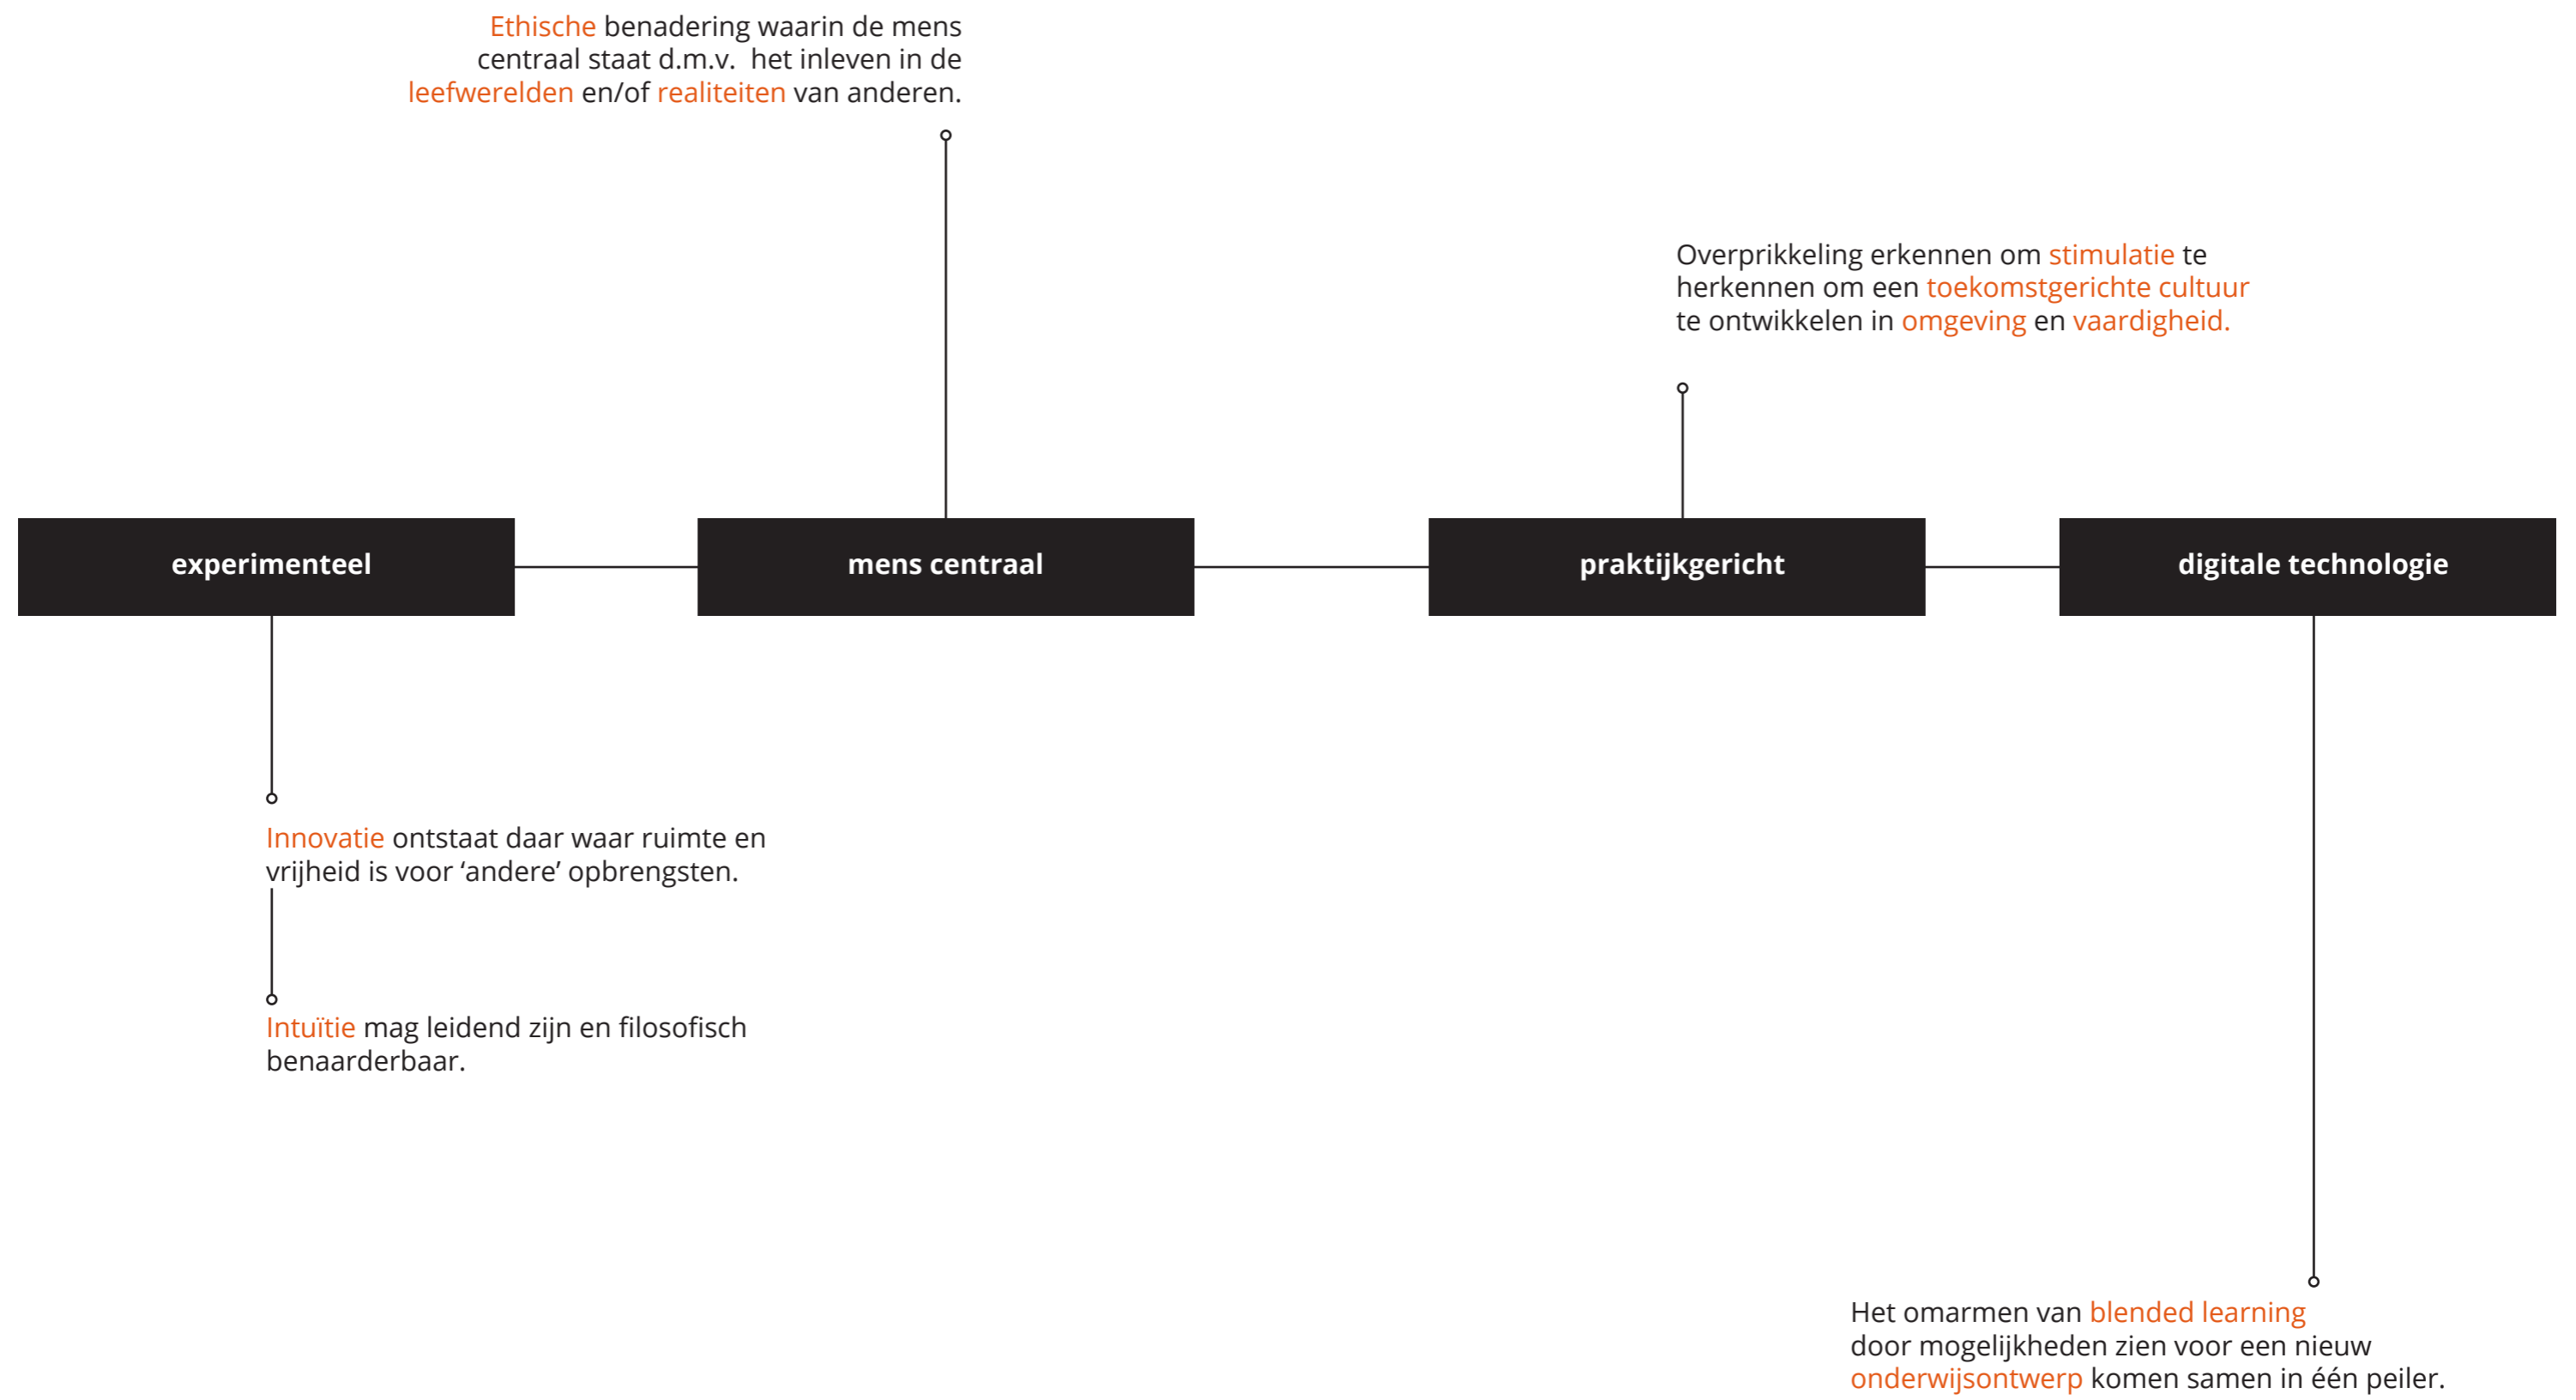 Ethische benadering waarin de mens
centraal staat d.m.v.  het inleven in de
leefwerelden en/of realiteiten van anderen.
Overprikkeling erkennen om stimulatie te
herkennen om een toekomstgerichte cultuur
te ontwikkelen in omgeving en vaardigheid.
experimenteel
mens centraal
praktijkgericht
digitale technologie
Innovatie ontstaat daar waar ruimte en
vrijheid is voor ‘andere’ opbrengsten.
Intuïtie mag leidend zijn en filosofisch
benaarderbaar.
Het omarmen van blended learning
door mogelijkheden zien voor een nieuw
onderwijsontwerp komen samen in één peiler.